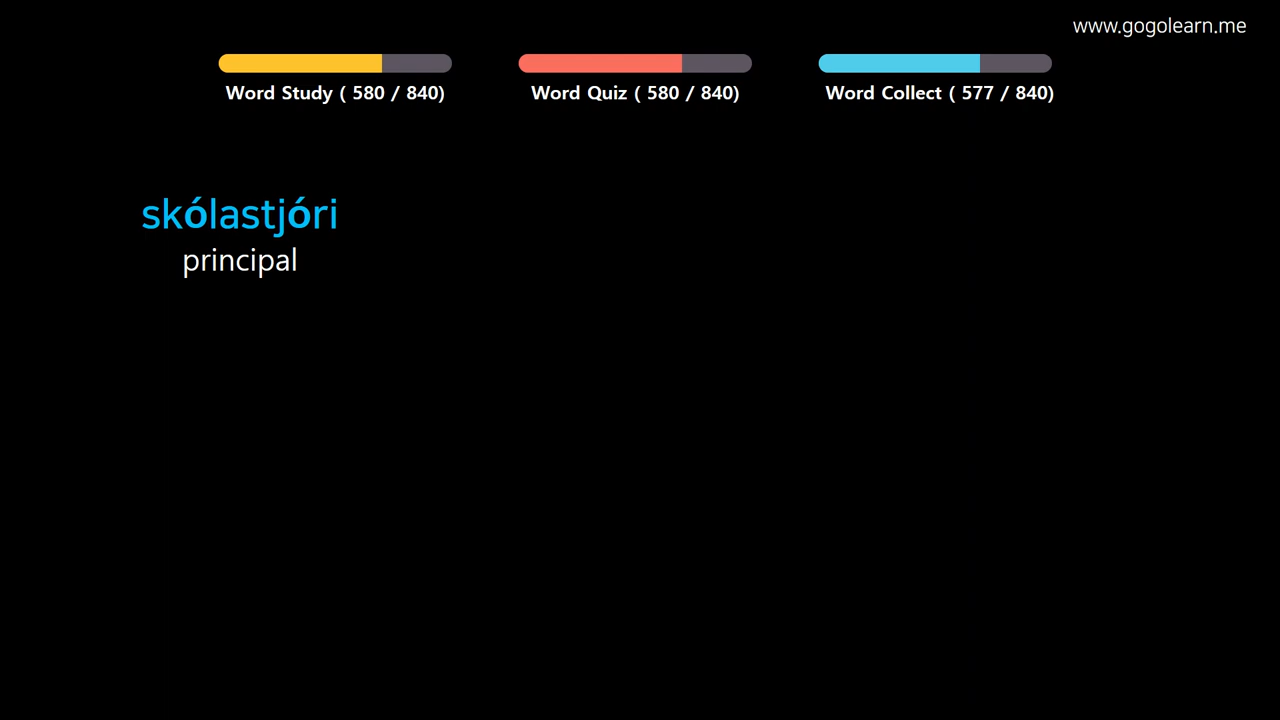 www.gogolearn.me
Word Study ( 580 / 840)
Word Quiz ( 580 / 840)
Word Collect ( 577 / 840)
skólastjóri
principal